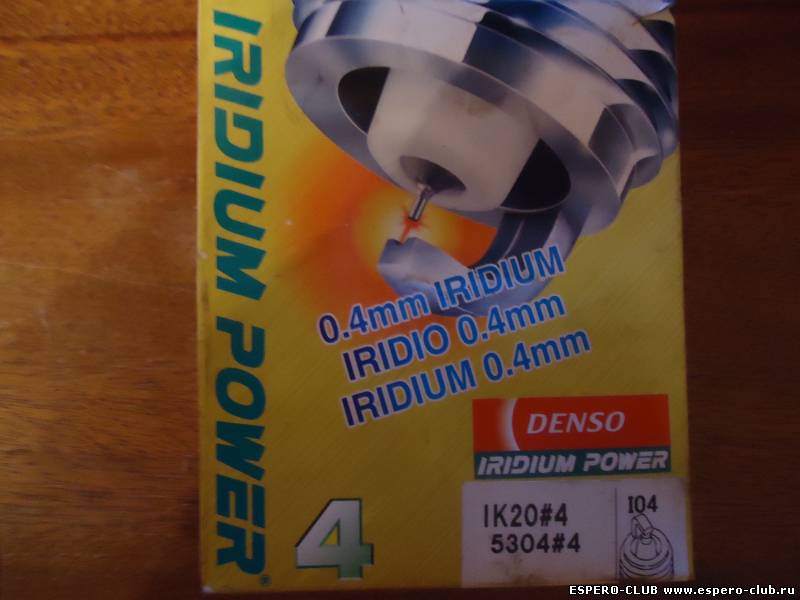 IRIDIUM POWER®
0.4mm IRIDIUM
IRIDIO 0.4mm
IRIDIUM 0.4mm
DENSO
IRIDIUM POWER
4
IK20#4
5304#4
I04
ESPERO-CLUB www.espero-club.ru